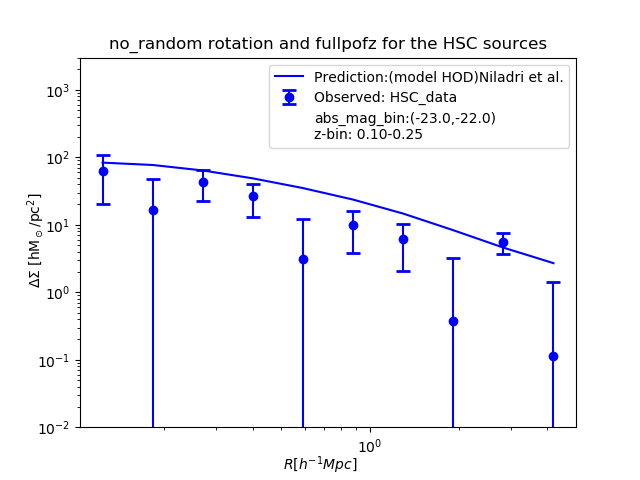 no_random rotation and fullpofz for the HSC sources
Prediction:(model HOD)Niladri et al.
Observed: HSC_data
abs_mag_bin:(-23.0,-22.0)
z-bin: 0.10-0.25
10³
10²
10¹
10⁰
10⁻¹
10⁻²
ΔΣ [hM⊙/pc²]
10⁰
R[h⁻¹Mpc]